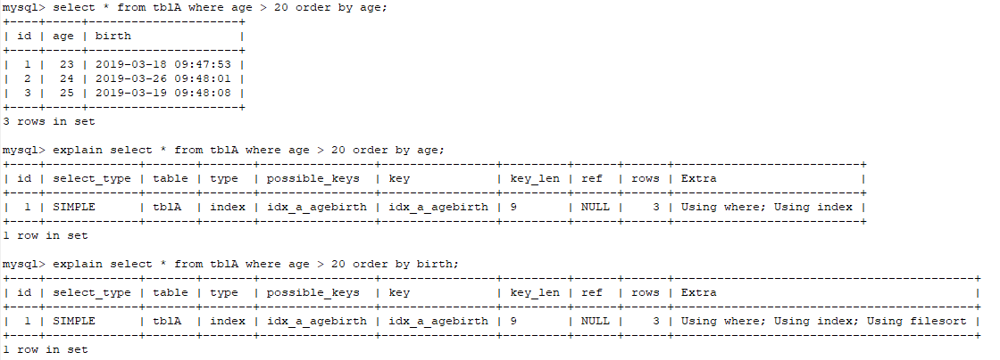 mysql> select * from tblA where age > 20 order by age;
+----+-----+---------------------+
| id | age | birth               |
+----+-----+---------------------+
|  1 |  23 | 2019-03-18 09:47:53 |
|  2 |  24 | 2019-03-26 09:48:01 |
|  3 |  25 | 2019-03-19 09:48:08 |
+----+-----+---------------------+
3 rows in set
mysql> explain select * from tblA where age > 20 order by age;
+----+-------------+-------+-------+----------------+----------------+---------+------+------+--------------------------+
| id | select_type | table | type  | possible_keys  | key            | key_len | ref  | rows | Extra                    |
+----+-------------+-------+-------+----------------+----------------+---------+------+------+--------------------------+
|  1 | SIMPLE      | tblA  | index | idx_a_agebirth | idx_a_agebirth | 9       | NULL |    3 | Using where; Using index |
+----+-------------+-------+-------+----------------+----------------+---------+------+------+--------------------------+
1 row in set
mysql> explain select * from tblA where age > 20 order by birth;
+----+-------------+-------+-------+----------------+----------------+---------+------+------+------------------------------------------+
| id | select_type | table | type  | possible_keys  | key            | key_len | ref  | rows | Extra                                    |
+----+-------------+-------+-------+----------------+----------------+---------+------+------+------------------------------------------+
|  1 | SIMPLE      | tblA  | index | idx_a_agebirth | idx_a_agebirth | 9       | NULL |    3 | Using where; Using index; Using filesort |
+----+-------------+-------+-------+----------------+----------------+---------+------+------+------------------------------------------+
1 row in set